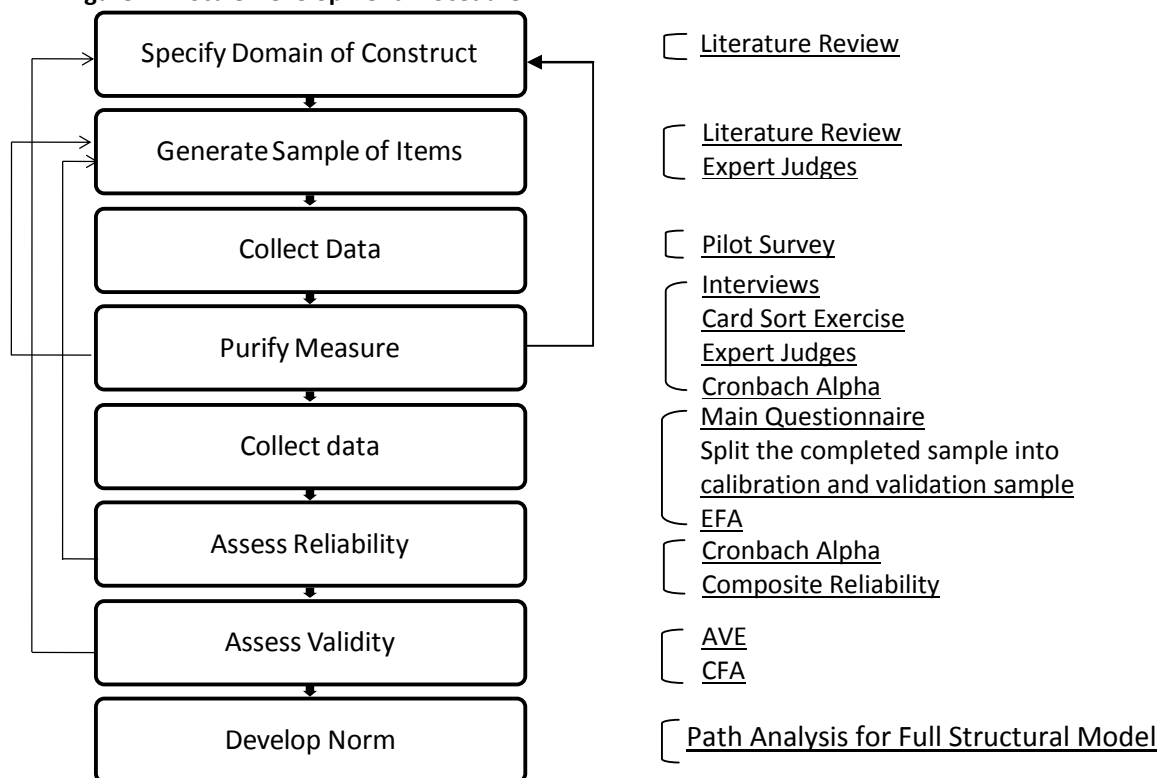 Specify Domain of Construct
Literature Review
Generate Sample of Items
Literature Review
Expert Judges
Collect Data
Pilot Survey
Purify Measure
Interviews
Card Sort Exercise
Expert Judges
Cronbach Alpha
Collect data
Main Questionnaire
Split the completed sample into
calibration and validation sample
EFA
Assess Reliability
Cronbach Alpha
Composite Reliability
Assess Validity
AVE
CFA
Develop Norm
Path Analysis for Full Structural Model